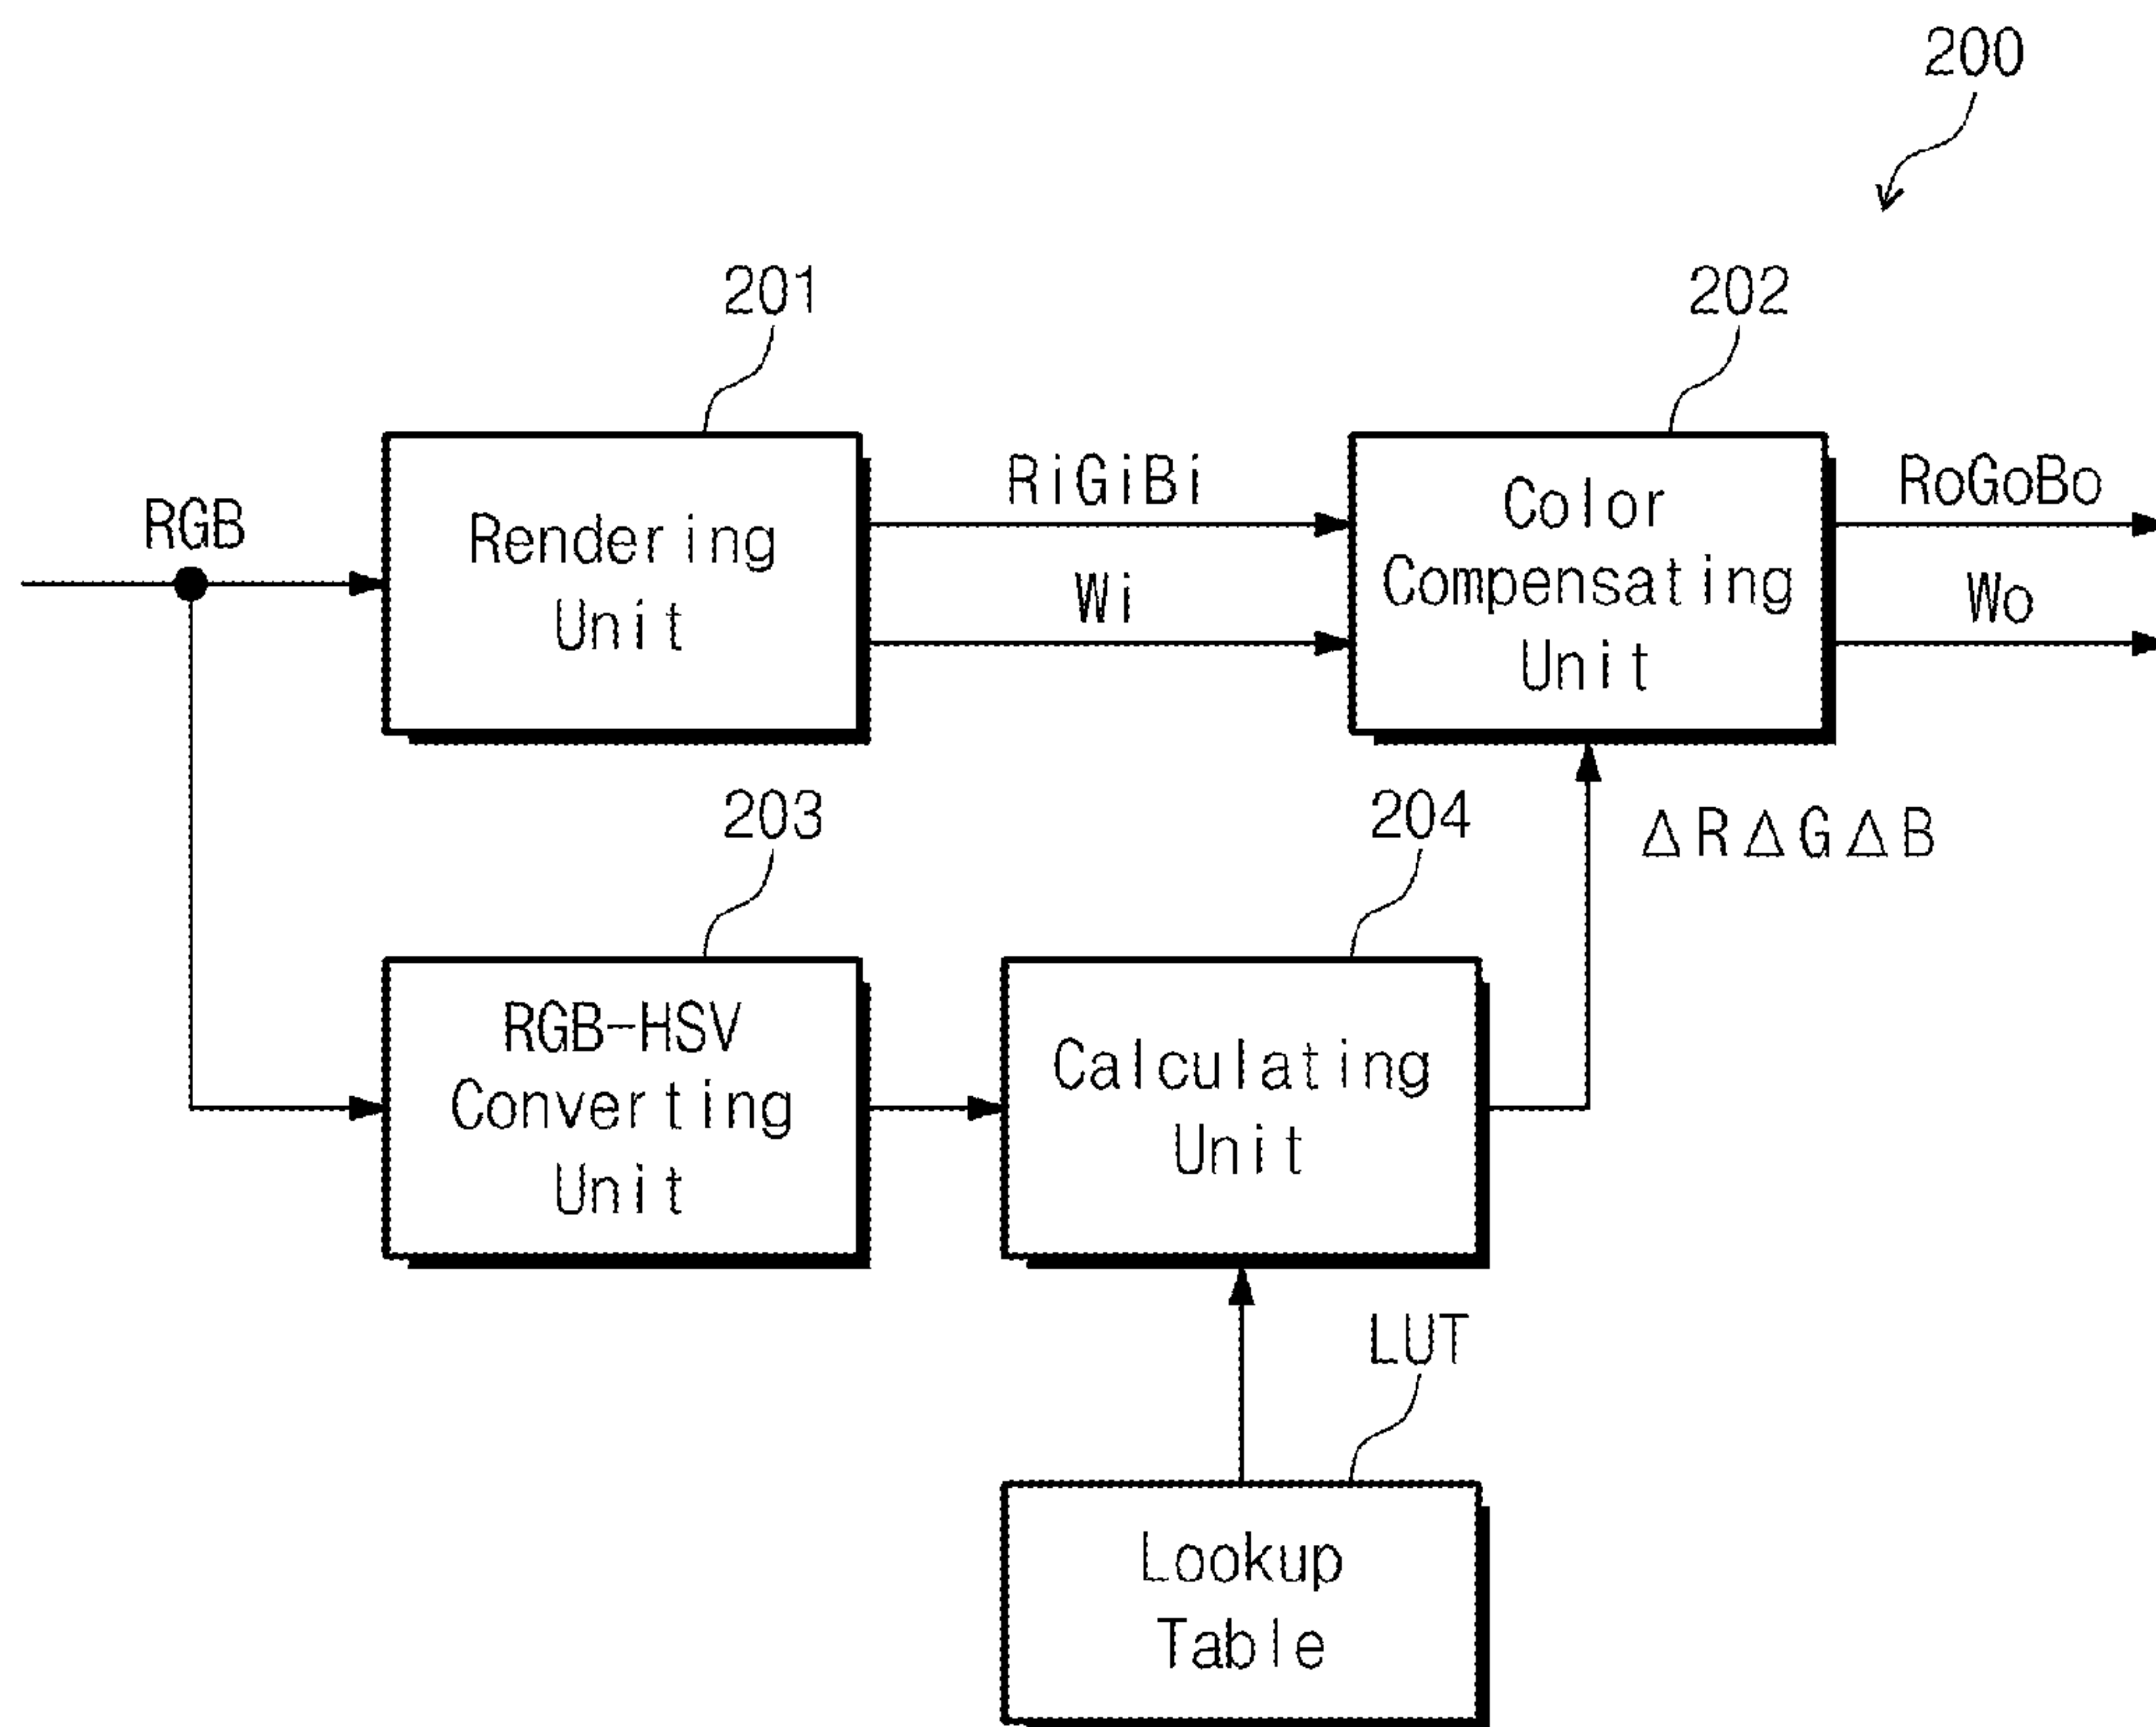 200
201
202
RGB
Rendering
Unit
RiGiBi
Wi
Color
Compensating
Unit
RoGoBo
Wo
203
204
ΔRΔGΔB
RGB-HSV
Converting
Unit
Calculating
Unit
LUT
Lookup
Table